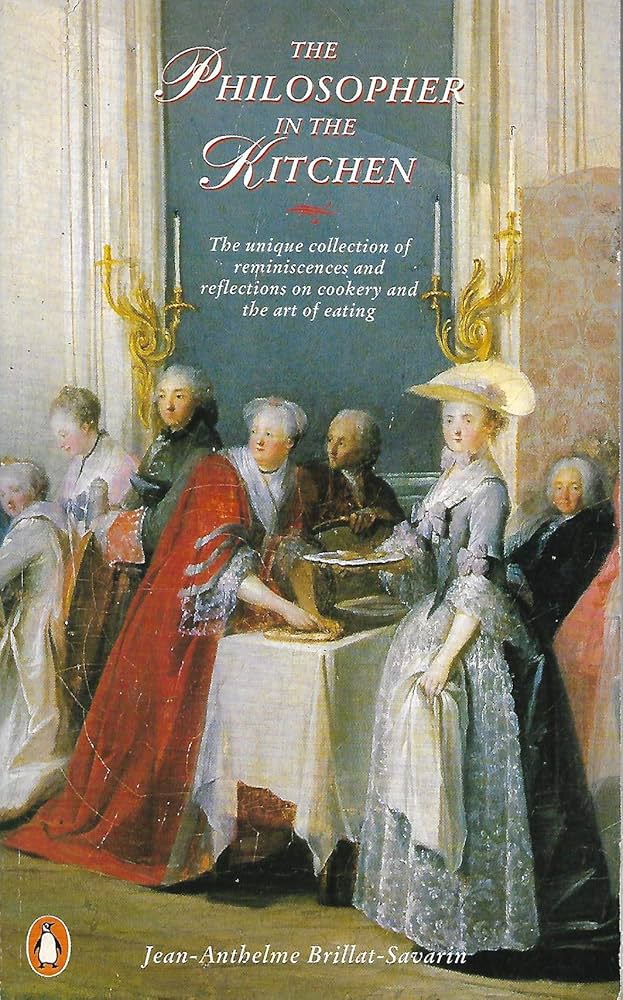 THE
PHILOSOPHER
IN THE
KITCHEN
The unique collection of
reminiscences and
reflections on cookery and
the art of eating
Jean-Anthelme Brillat-Savarin